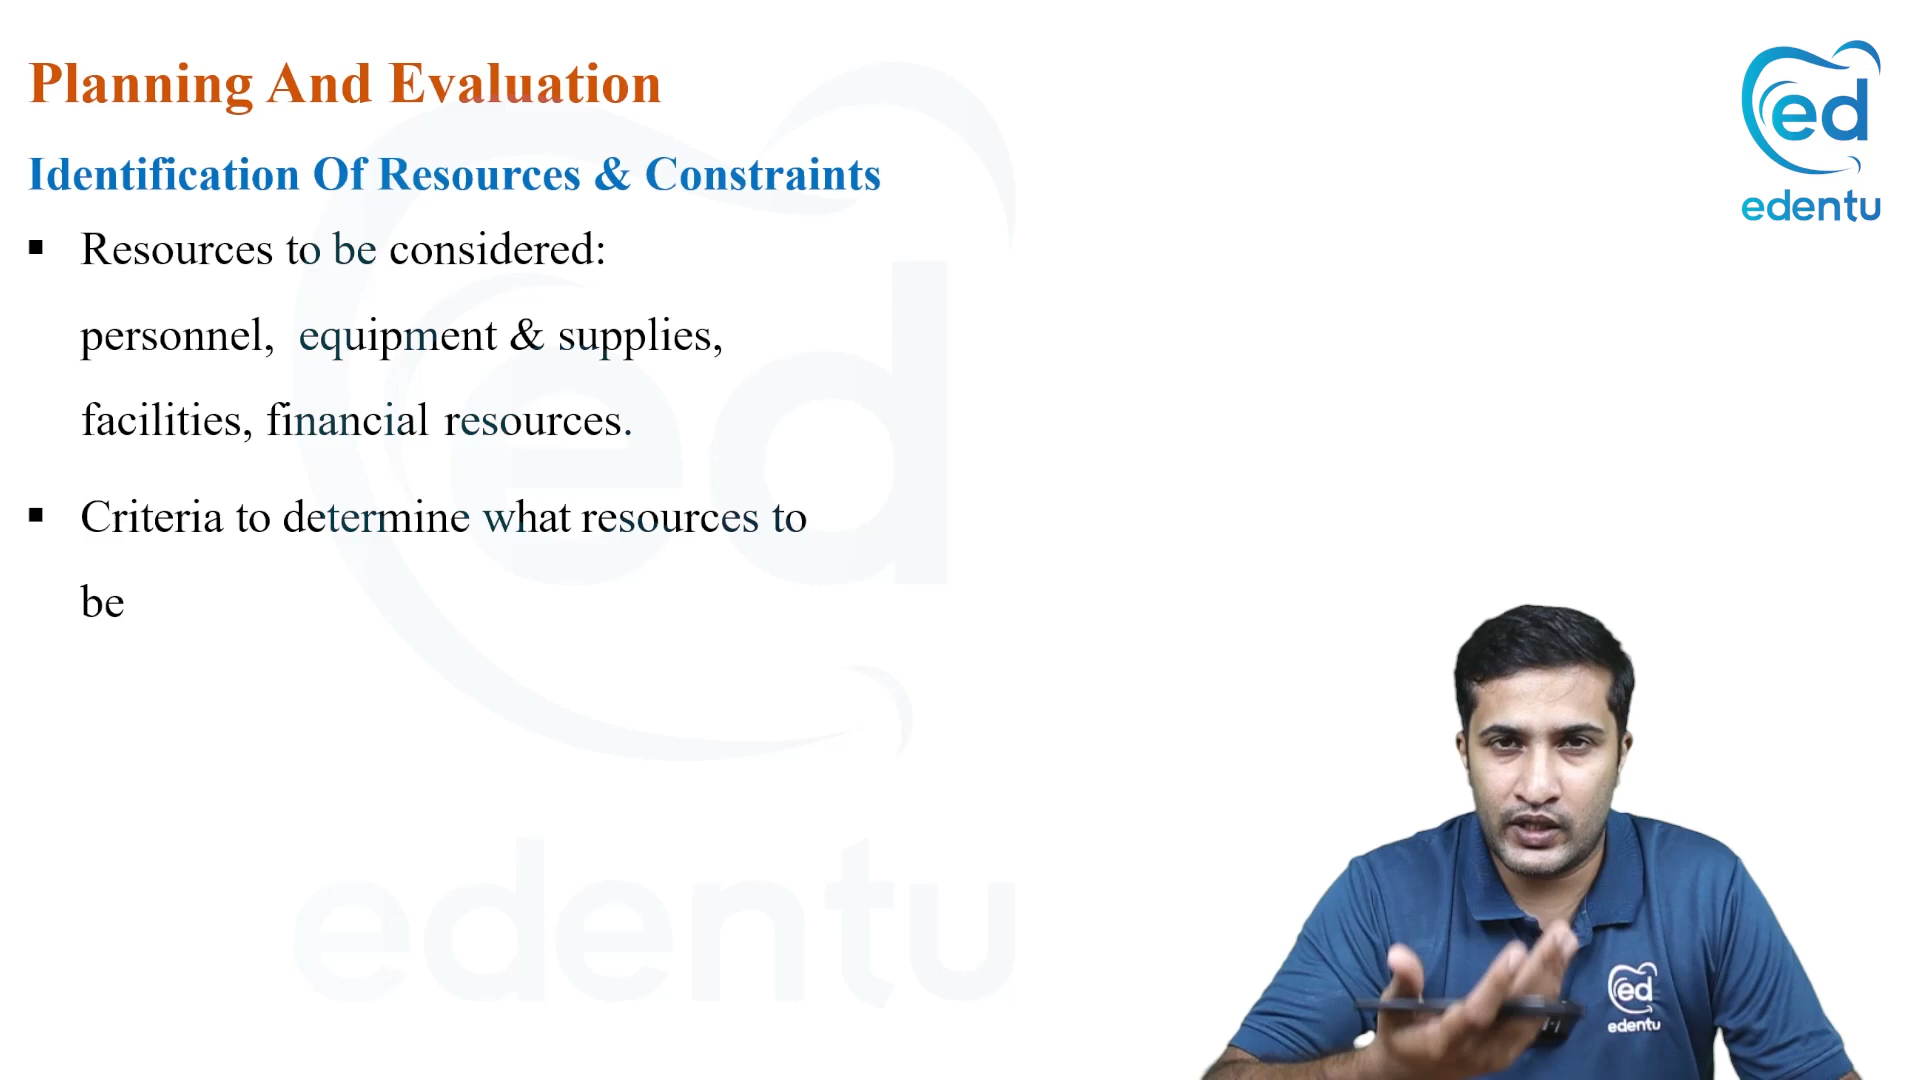 Planning And Evaluation
ed
edentu
Identification Of Resources & Constraints
▪ Resources to be considered:
personnel, equipment & supplies,
facilities, financial resources.
▪ Criteria to determine what resources to
be
ed
edentu
ed
edentu